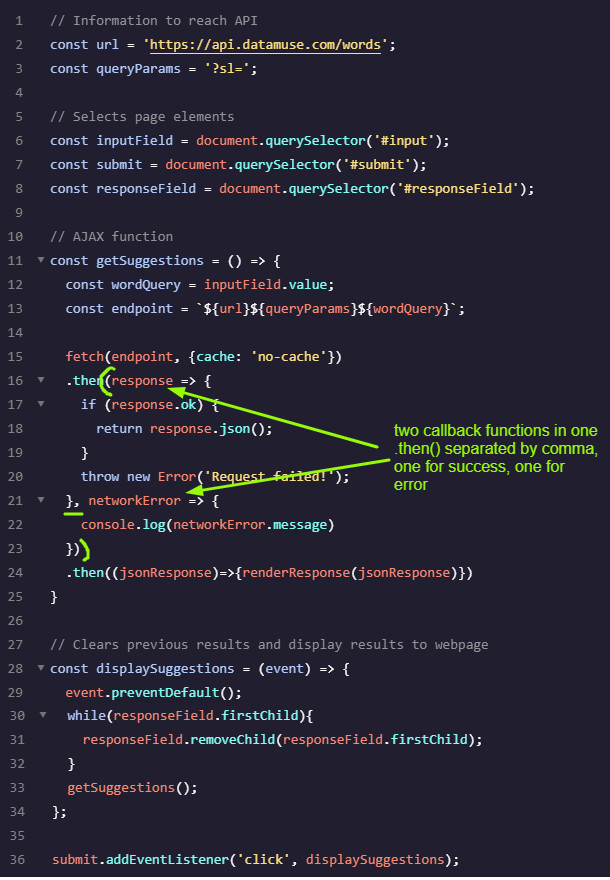 1 // Information to reach API
2 const url = 'https://api.datamuse.com/words';
3 const queryParams = '?sl=';
4
5 // Selects page elements
6 const inputField = document.querySelector('#input');
7 const submit = document.querySelector('#submit');
8 const responseField = document.querySelector('#responseField');
9
10 // AJAX function
11 const getSuggestions = () => {
12 const wordQuery = inputField.value;
13 const endpoint = `${url}${queryParams}${wordQuery}`;
14
15 fetch(endpoint, {cache: 'no-cache'})
16 .then(response => {
17 if (response.ok) {
18 return response.json();
19 }
20 throw new Error('Request failed!');
21 }, networkError => {
22 console.log(networkError.message)
23 })
24 .then((jsonResponse)=>{renderResponse(jsonResponse)})
25 }
26
27 // Clears previous results and display results to webpage
28 const displaySuggestions = (event) => {
29 event.preventDefault();
30 while(responseField.firstChild){
31 responseField.removeChild(responseField.firstChild);
32 }
33 getSuggestions();
34 };
35
36 submit.addEventListener('click', displaySuggestions);
two callback functions in one
.then() separated by comma,
one for success, one for
error